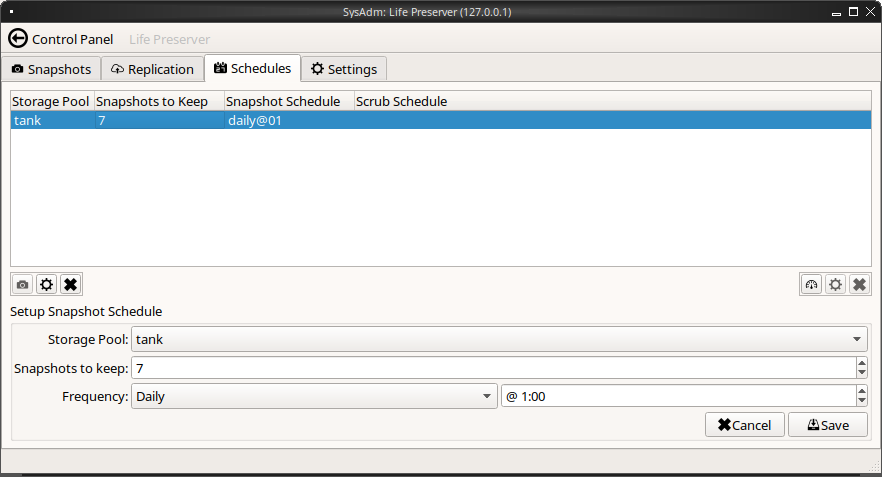 SysAdm: Life Preserver (127.0.0.1)
Control Panel Life Preserver
Snapshots Replication Schedules Settings
Storage Pool Snapshots to Keep Snapshot Schedule Scrub Schedule
tank 7 daily@01
Setup Snapshot Schedule
Storage Pool: tank
Snapshots to keep: 7
Frequency: Daily @ 1:00
Cancel Save